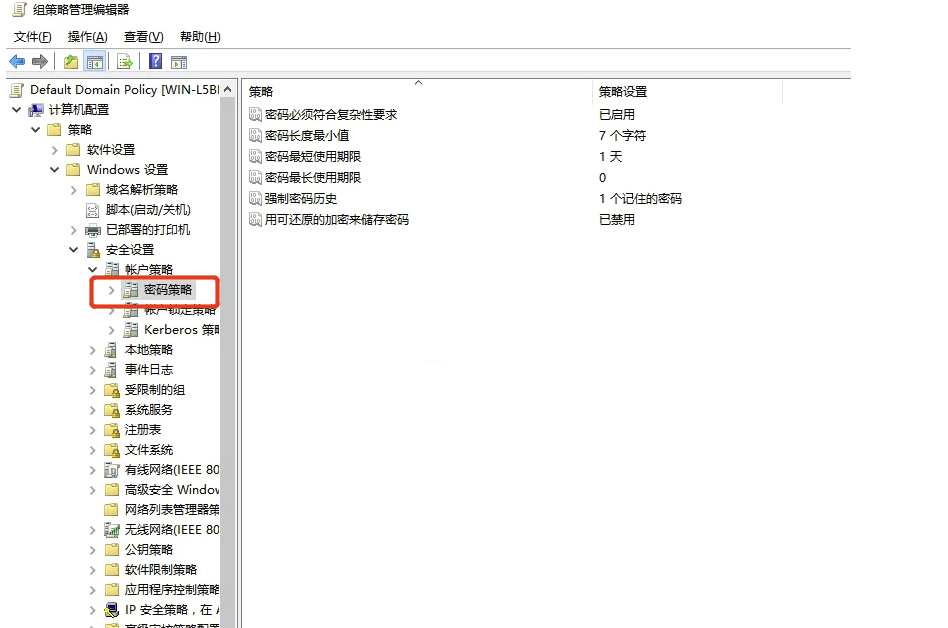 组策略管理编辑器
文件(F) 操作(A) 查看(V) 帮助(H)
Default Domain Policy [WIN-L5BI
计算机配置
策略
软件设置
Windows 设置
域名解析策略
脚本(启动/关机)
已部署的打印机
安全设置
帐户策略
密码策略
帐户锁定策略
Kerberos 策略
本地策略
事件日志
受限制的组
系统服务
注册表
文件系统
有线网络(IEEE 80
高级安全 Window
网络列表管理器策
无线网络(IEEE 80
公钥策略
软件限制策略
应用程序控制策略
IP 安全策略，在 A
高级审核策略配置
策略 策略设置
密码必须符合复杂性要求 已启用
密码长度最小值 7 个字符
密码最短使用期限 1 天
密码最长使用期限 0
强制密码历史 1 个记住的密码
用可还原的加密来储存密码 已禁用